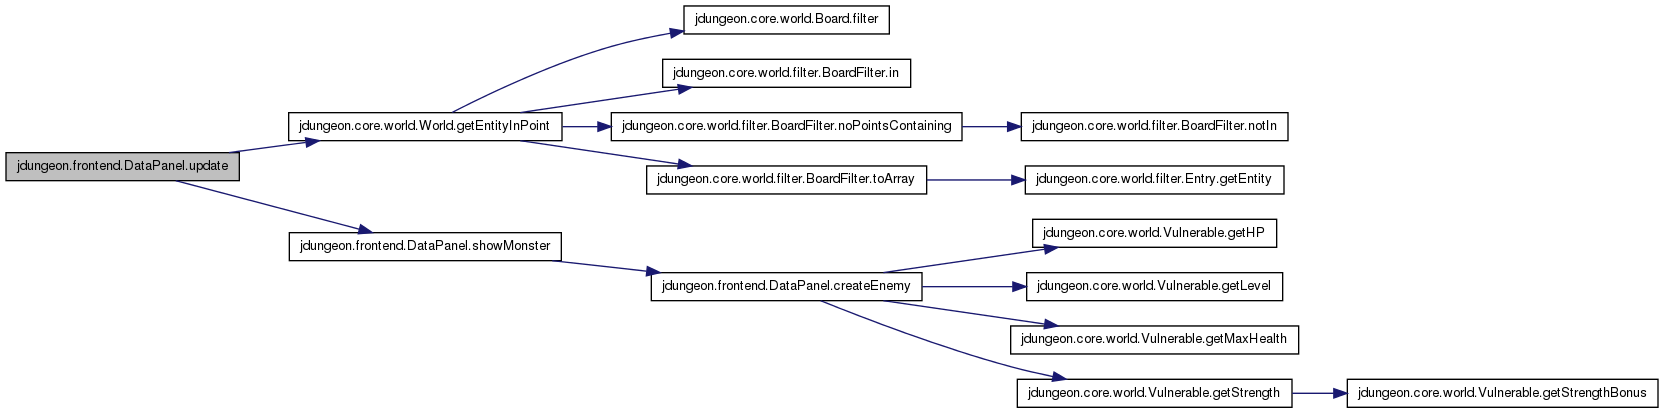 jdungeon.core.world.Board.filter
jdungeon.core.world.filter.BoardFilter.in
jdungeon.core.world.World.getEntityInPoint
jdungeon.core.world.filter.BoardFilter.noPointsContaining
jdungeon.core.world.filter.BoardFilter.notIn
jdungeon.frontend.DataPanel.update
jdungeon.core.world.filter.BoardFilter.toArray
jdungeon.core.world.filter.Entry.getEntity
jdungeon.core.world.Vulnerable.getHP
jdungeon.frontend.DataPanel.showMonster
jdungeon.frontend.DataPanel.createEnemy
jdungeon.core.world.Vulnerable.getLevel
jdungeon.core.world.Vulnerable.getMaxHealth
jdungeon.core.world.Vulnerable.getStrength
jdungeon.core.world.Vulnerable.getStrengthBonus